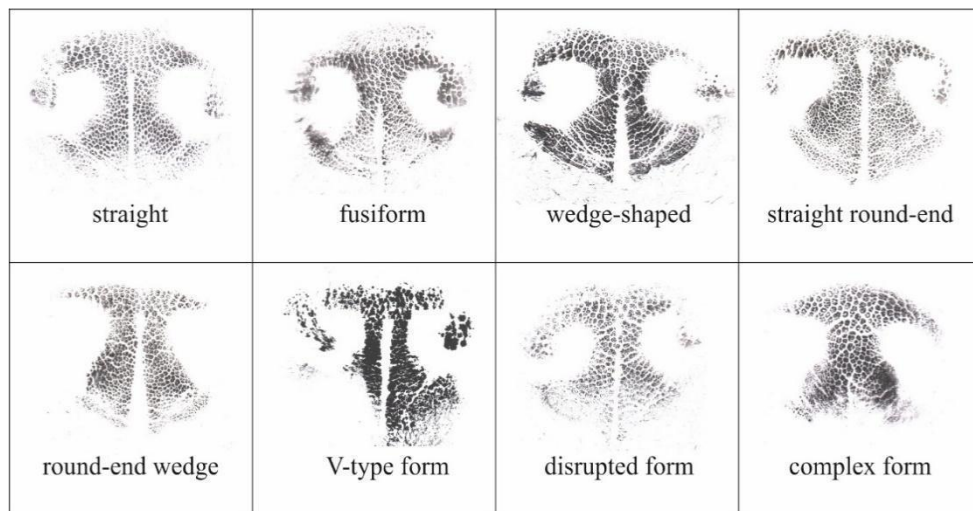 straight
fusiform
wedge-shaped
straight round-end
round-end wedge
V-type form
disrupted form
complex form